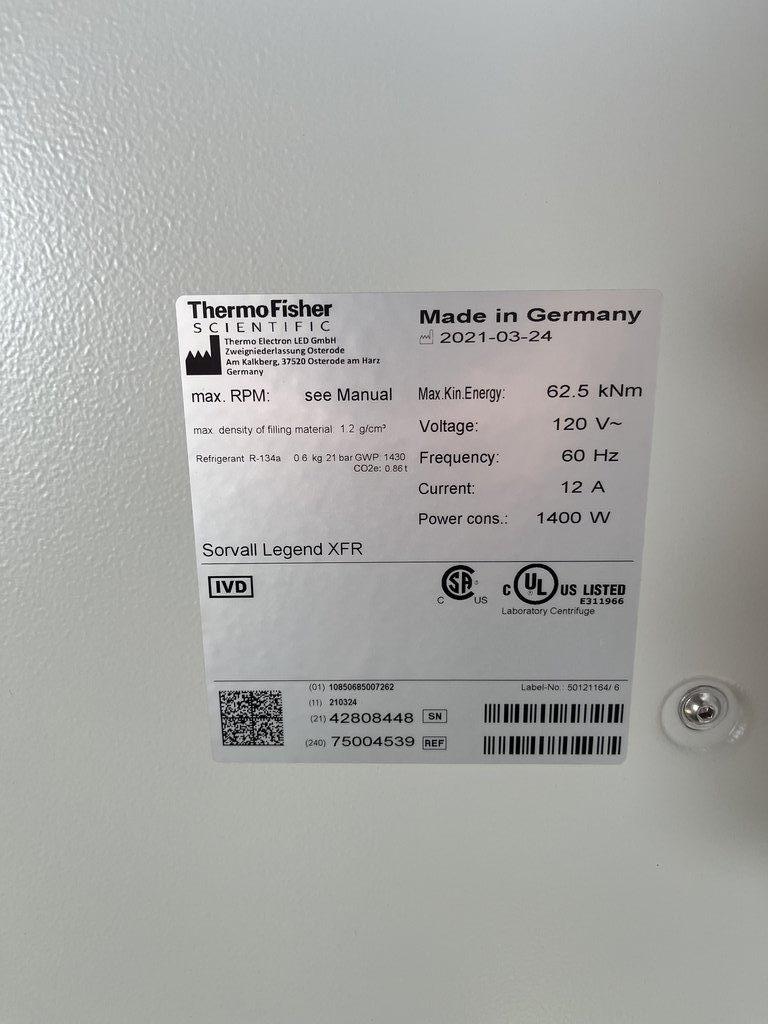 ThermoFisher
SCIENTIFIC
Thermo Electron LED GmbH
Zweigniederlassung Osterode
Am Kalkberg, 37520 Osterode am Harz
Germany
Made in Germany
2021-03-24
max. RPM: see Manual
max. density of filling material: 1.2 g/cm³
Refrigerant R-134a 0.6 kg 21 bar GWP: 1430
CO2e: 0.86 t
Max.Kin.Energy: 62.5 kNm
Voltage: 120 V~
Frequency: 60 Hz
Current: 12 A
Power cons.: 1400 W
Sorvall Legend XFR
IVD
C SA US
C UL US LISTED
E311966
Laboratory Centrifuge
(01) 10850685007262
(11) 210324
(21) 42808448 SN
(240) 75004539 REF
Label-No.: 50121164/ 6